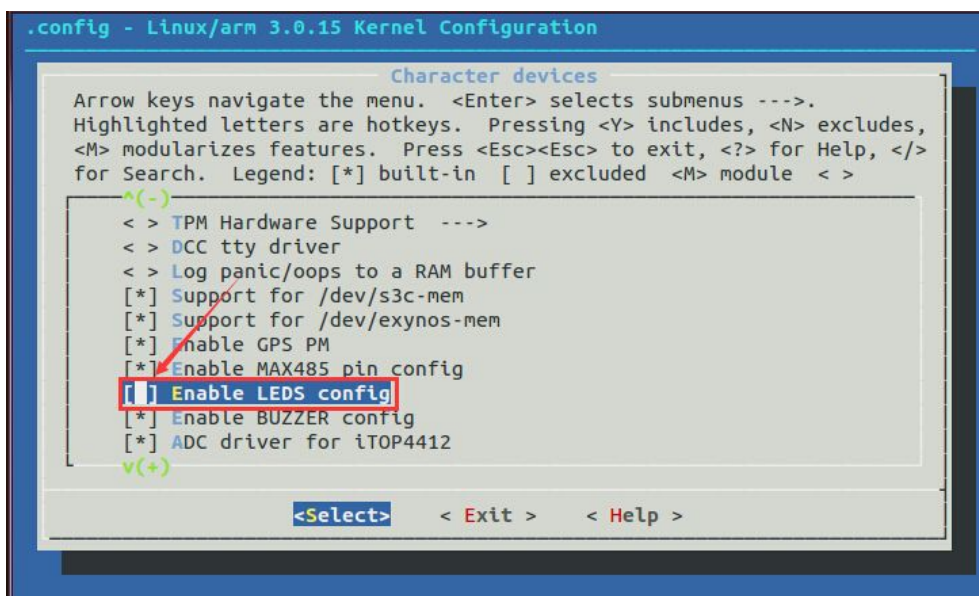 .config - Linux/arm 3.0.15 Kernel Configuration
Character devices
Arrow keys navigate the menu.  <Enter> selects submenus --->.
Highlighted letters are hotkeys.  Pressing <Y> includes, <N> excludes,
<M> modularizes features.  Press <Esc><Esc> to exit, <?> for Help, </>
for Search.  Legend: [*] built-in  [ ] excluded  <M> module  < >
^(-)
< > TPM Hardware Support  --->
< > DCC tty driver
< > Log panic/oops to a RAM buffer
[*] Support for /dev/s3c-mem
[*] Support for /dev/exynos-mem
[*] Enable GPS PM
[*] Enable MAX485 pin config
[ ] Enable LEDS config
[*] Enable BUZZER config
[*] ADC driver for iTOP4412
v(+)
<Select>    < Exit >    < Help >